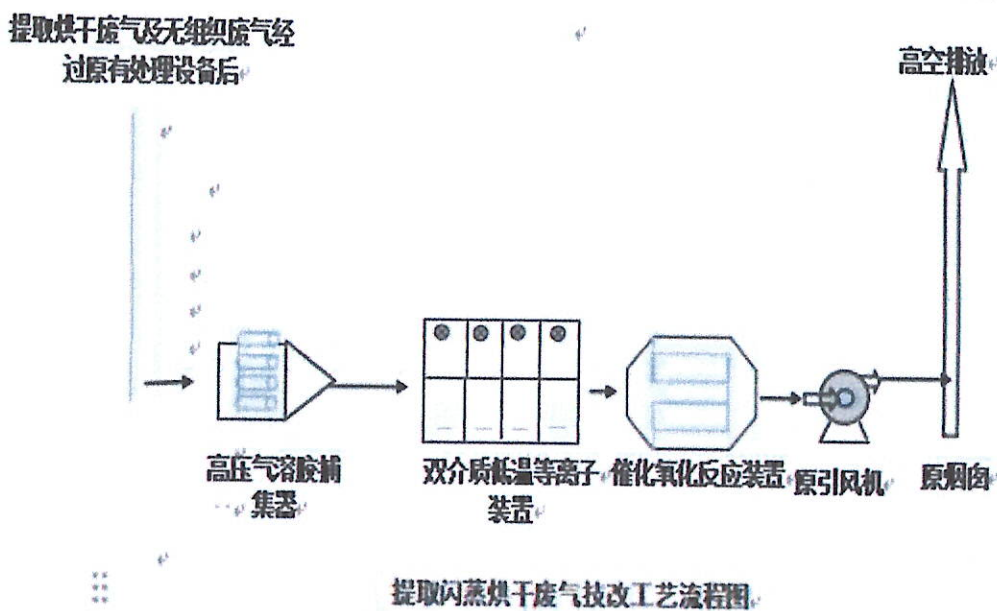 提取烘干废气及无组织废气经
过原有处理设备后
高空排放
高压气溶胶捕
集器
双介质低温等离子
装置
催化氧化反应装置
原引风机
原烟囱
提取闪蒸烘干废气技改工艺流程图